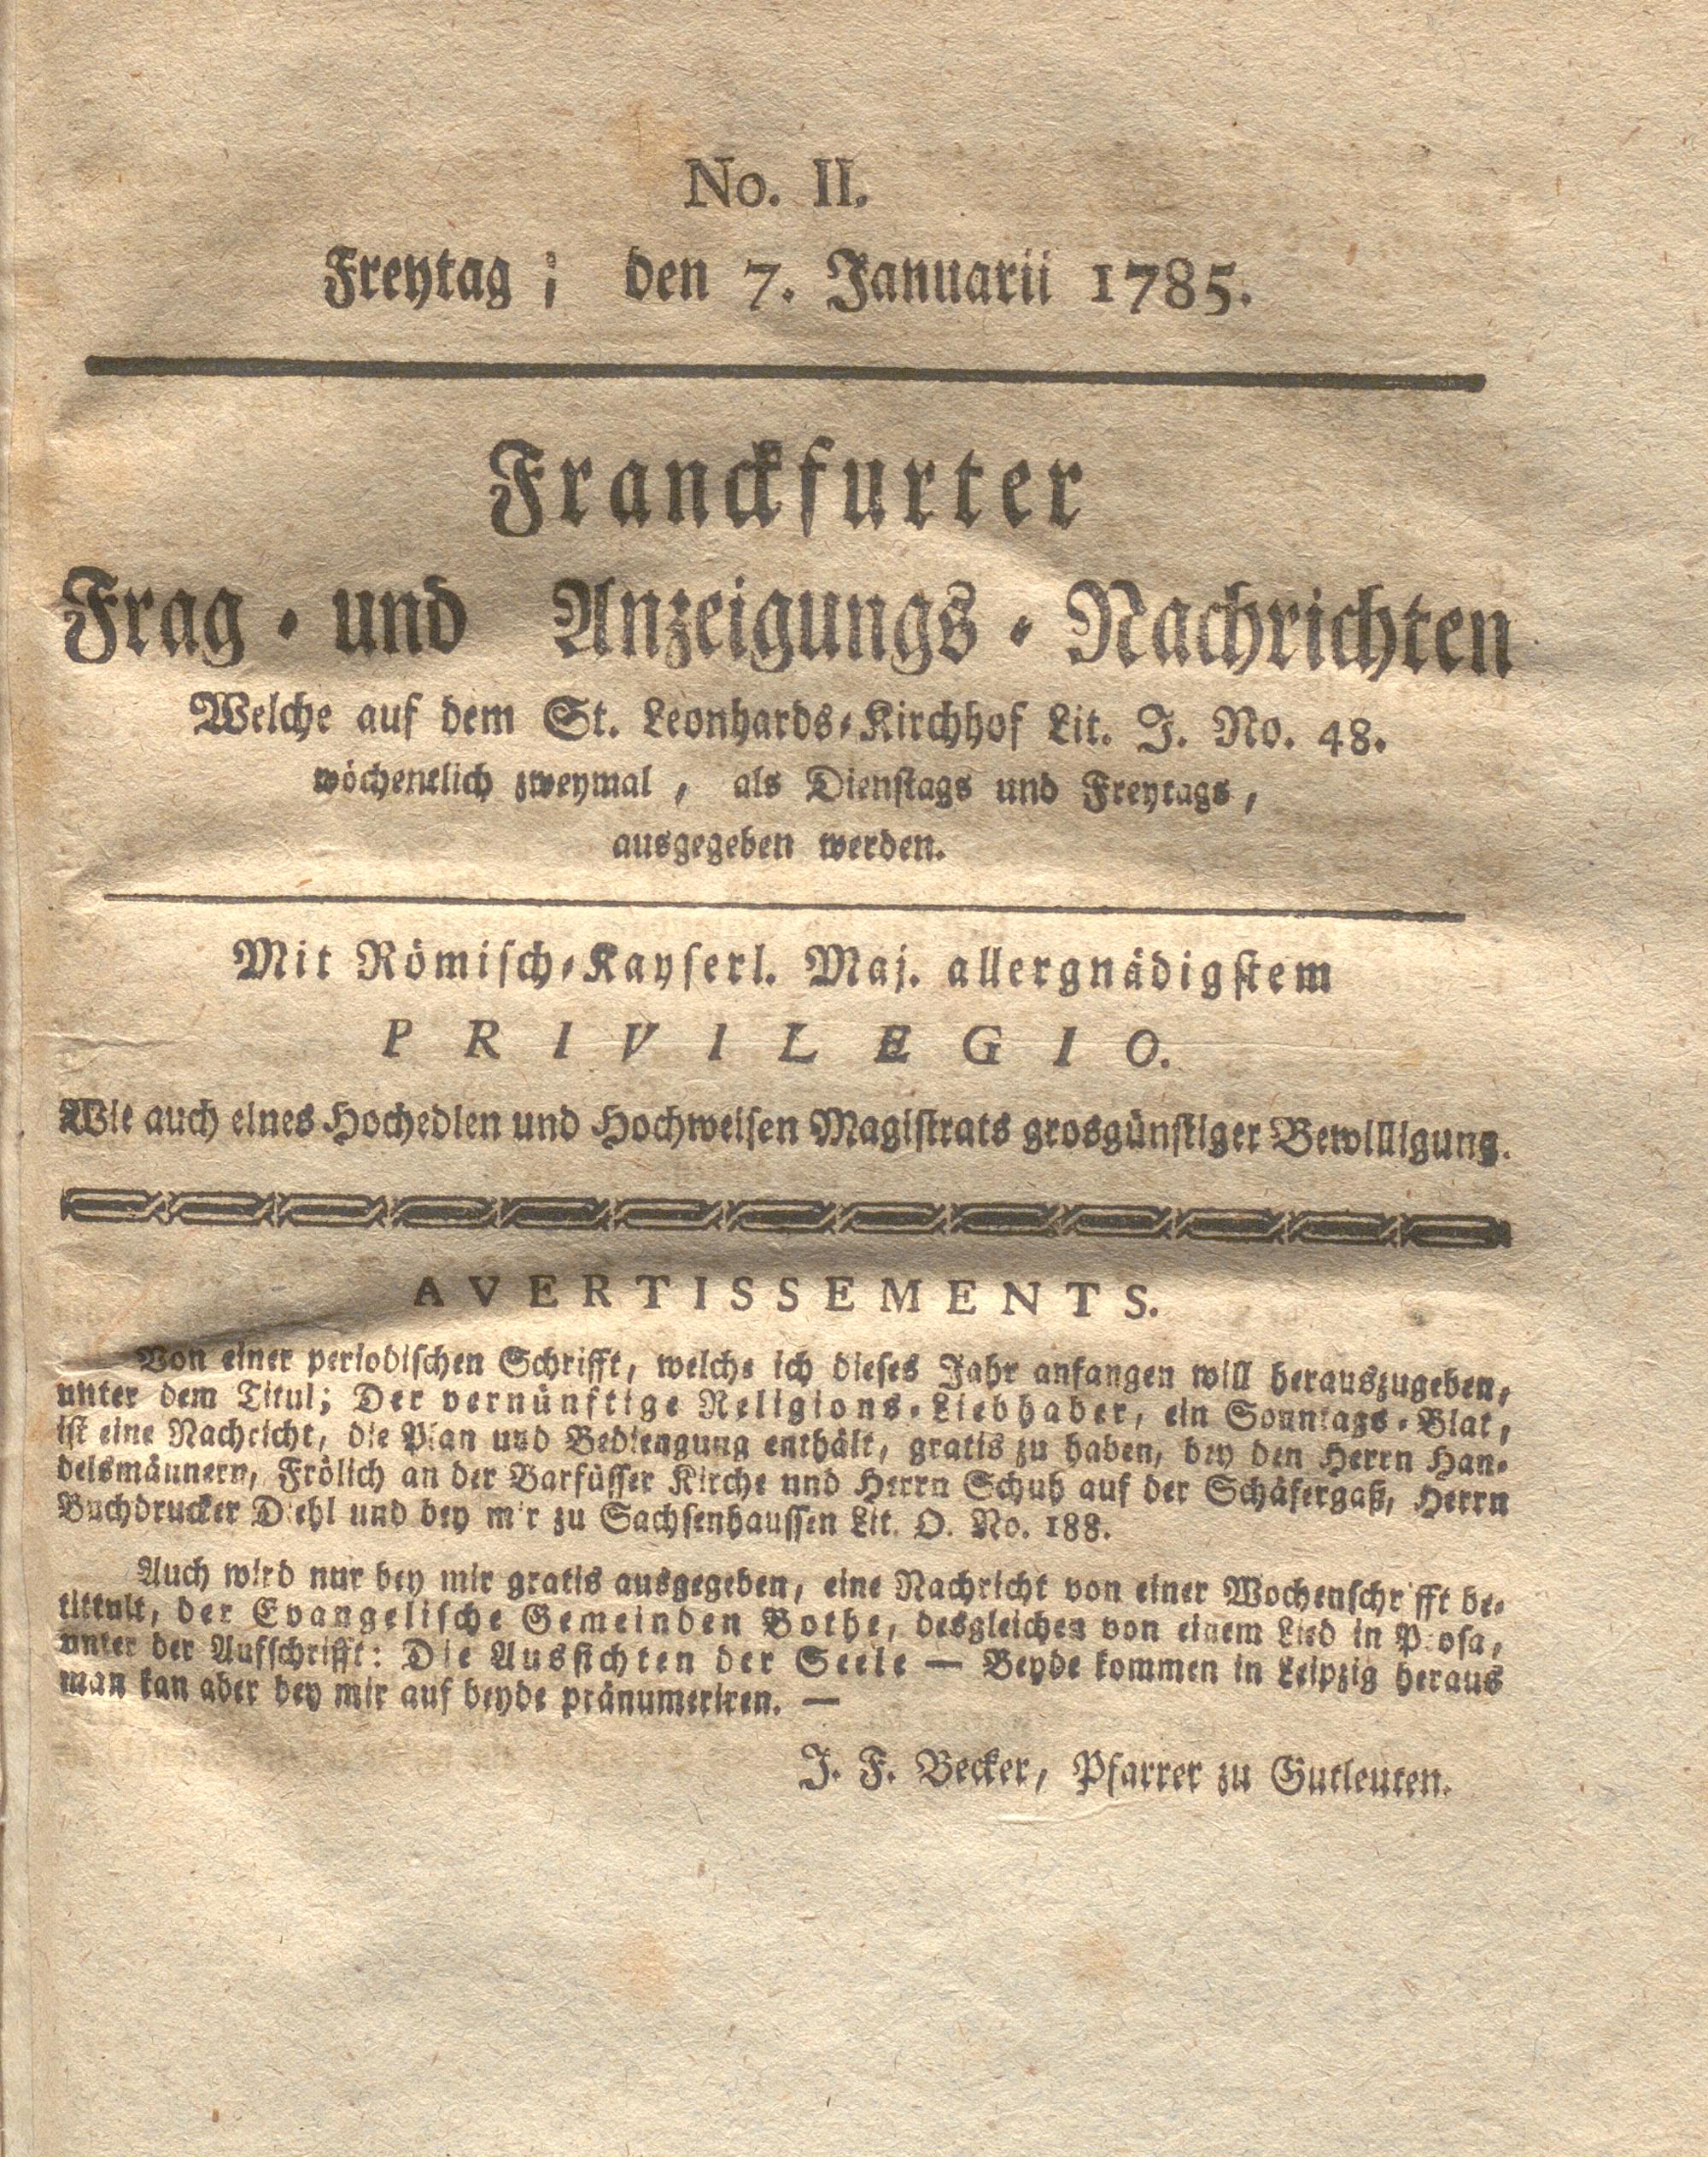 No. II.
Freytag; den 7. Januarii 1785.
Franckfurter
Frag- und Anzeigungs-Nachrichten
Welche auf dem St. Leonhards-Kirchhof Lit. J. No. 48.
wöchentlich zweymal, als Dienstags und Freytags,
ausgegeben werden.
Mit Römisch-Kayserl. Maj. allergnädigstem
PRIVILEGIO.
Wie auch eines Hochedlen und Hochweisen Magistrats grosgünstiger Bewilligung.
AVERTISSEMENTS.
Von einer periodischen Schrifft, welche ich dieses Jahr anfangen will herauszugeben,
unter dem Titul; Der vernünftige Religions-Liebhaber, ein Sonntags-Blat,
ist eine Nachricht, die Plan und Bediengung enthält, gratis zu haben, bey den Herrn Han-
delsmännern, Frölich an der Barfüsser Kirche und Herrn Schuh auf der Schäfergaß, Herrn
Buchdrucker Diehl und bey mir zu Sachsenhaussen Lit. O. No. 188.
Auch wird nur bey mir gratis ausgegeben, eine Nachricht von einer Wochenschrifft be-
tittult, der Evangelische Gemeinden Bothe, desgleichen von einem Lied in Prosa,
unter der Aufschrifft: Die Aussichten der Seele — Beyde kommen in Leipzig heraus
man kan aber bey mir auf beyde pränumeriren. —
J. F. Becker, Pfarrer zu Gutleuten.